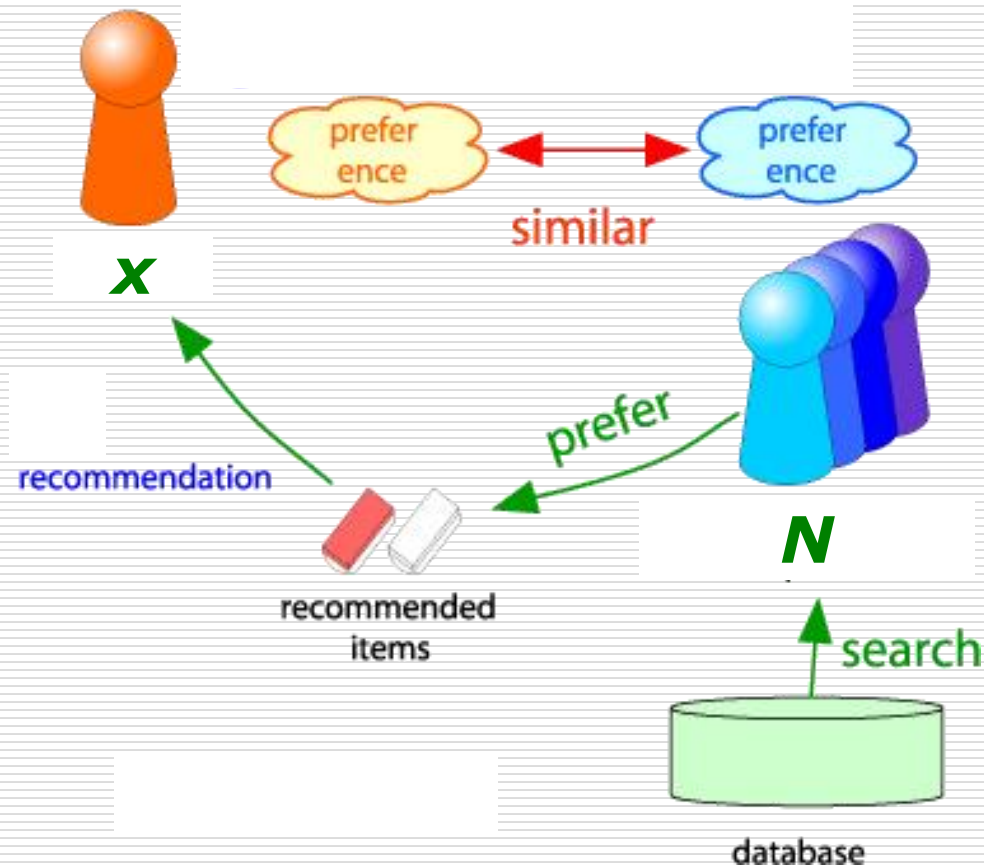 prefer
ence
prefer
ence
similar
x
prefer
recommendation
N
recommended
items
search
database